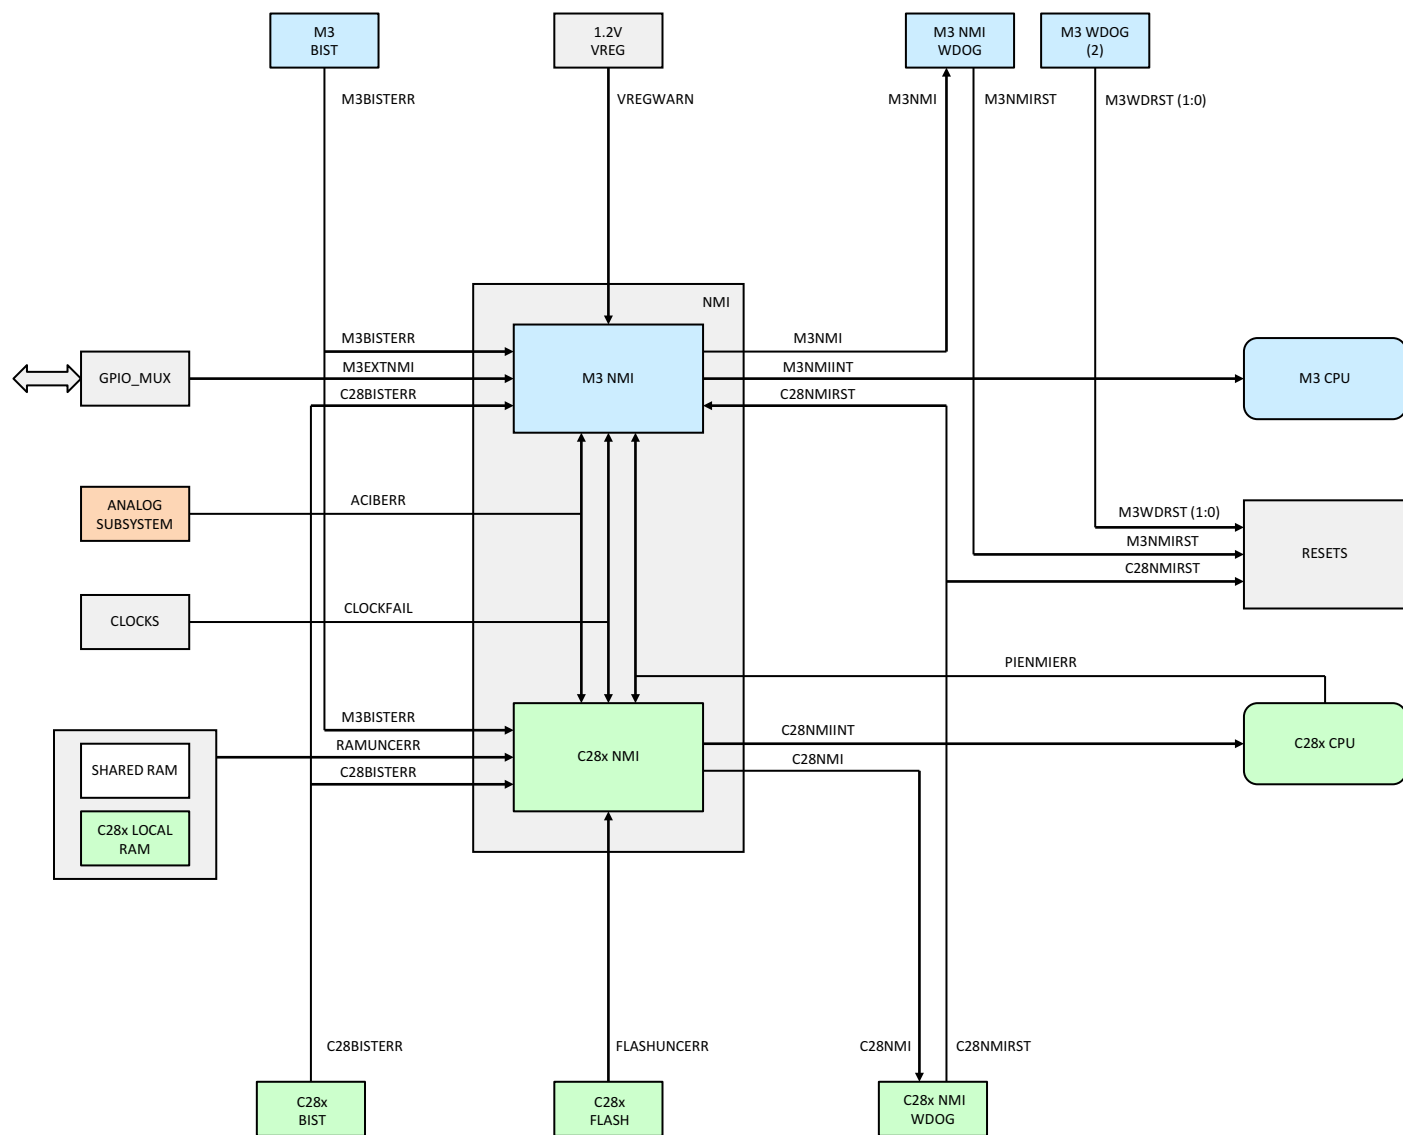 M3
BIST
1.2V
VREG
M3 NMI
WDOG
M3 WDOG
(2)
M3BISTERR
VREGWARN
M3NMI
M3NMIRST
M3WDRST (1:0)
NMI
M3BISTERR
M3NMI
M3EXTNMI
M3NMIINT
GPIO_MUX
M3 NMI
M3 CPU
C28BISTERR
C28NMIRST
ANALOG
SUBSYSTEM
ACIBERR
M3WDRST (1:0)
M3NMIRST
RESETS
C28NMIRST
CLOCKFAIL
CLOCKS
PIENMIERR
M3BISTERR
C28NMIINT
RAMUNCERR
C28x NMI
C28x CPU
C28NMI
SHARED RAM
C28BISTERR
C28x LOCAL
RAM
C28BISTERR
FLASHUNCERR
C28NMI
C28NMIRST
C28x
BIST
C28x
FLASH
C28x NMI
WDOG